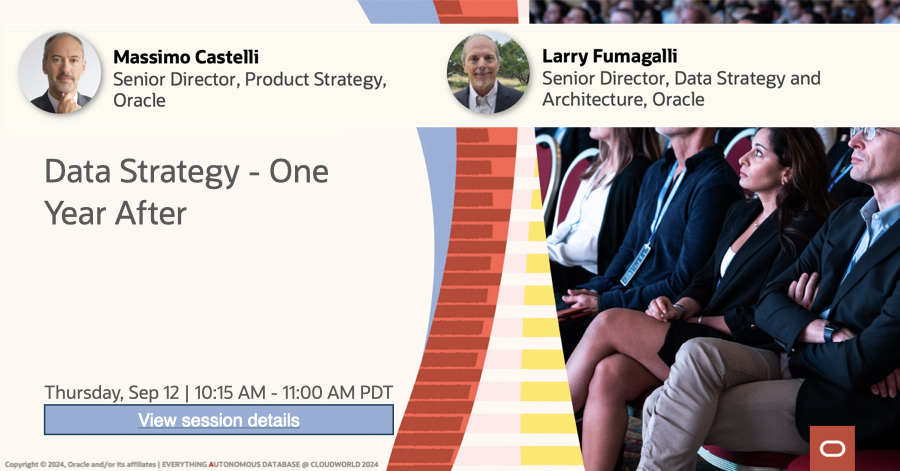 Massimo Castelli
Senior Director, Product Strategy,
Oracle
Larry Fumagalli
Senior Director, Data Strategy and
Architecture, Oracle
Data Strategy - One
Year After
Thursday, Sep 12 | 10:15 AM - 11:00 AM PDT
View session details
Copyright © 2024, Oracle and/or its affiliates | EVERYTHING AUTONOMOUS DATABASE @ CLOUDWORLD 2024